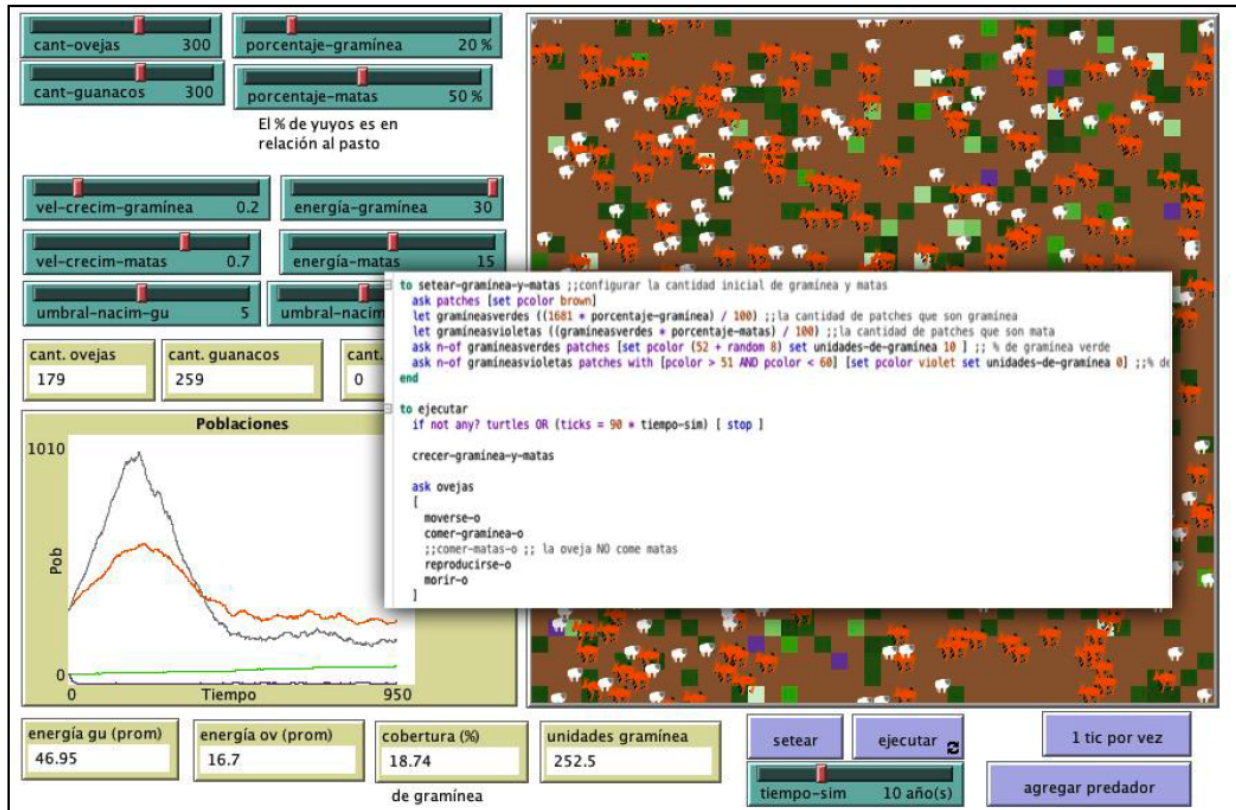 cant-ovejas 300
porcentaje-gramínea 20 %
cant-guanacos 300
porcentaje-matas 50 %
El % de yuyos es en
relación al pasto
vel-crecim-gramínea 0.2
energía-gramínea 30
vel-crecim-matas 0.7
energía-matas 15
umbral-nacim-gu 5
umbral-nacim
cant. ovejas
179
cant. guanacos
259
cant.
0
Poblaciones
1010
Pob
0
0
Tiempo
950
to setear-gramínea-y-matas ;;configurar la cantidad inicial de gramínea y matas
ask patches [set pcolor brown]
let gramíneasverdes ((1681 * porcentaje-gramínea) / 100) ;;la cantidad de patches que son gramínea
let gramíneasvioletas ((gramíneasverdes * porcentaje-matas) / 100) ;;la cantidad de patches que son mata
ask n-of gramíneasverdes patches [set pcolor (52 + random 8) set unidades-de-gramínea 10 ] ;; % de gramínea verde
ask n-of gramíneasvioletas patches with [pcolor > 51 AND pcolor < 60] [set pcolor violet set unidades-de-gramínea 0] ;;% de
end
to ejecutar
if not any? turtles OR (ticks = 90 * tiempo-sim) [ stop ]
crecer-gramínea-y-matas
ask ovejas
[
moverse-o
comer-gramínea-o
;;comer-matas-o ;; la oveja NO come matas
reproducirse-o
morir-o
]
energía gu (prom)
46.95
energía ov (prom)
16.7
cobertura (%)
18.74
de gramínea
unidades gramínea
252.5
setear
ejecutar
1 tic por vez
tiempo-sim 10 año(s)
agregar predador